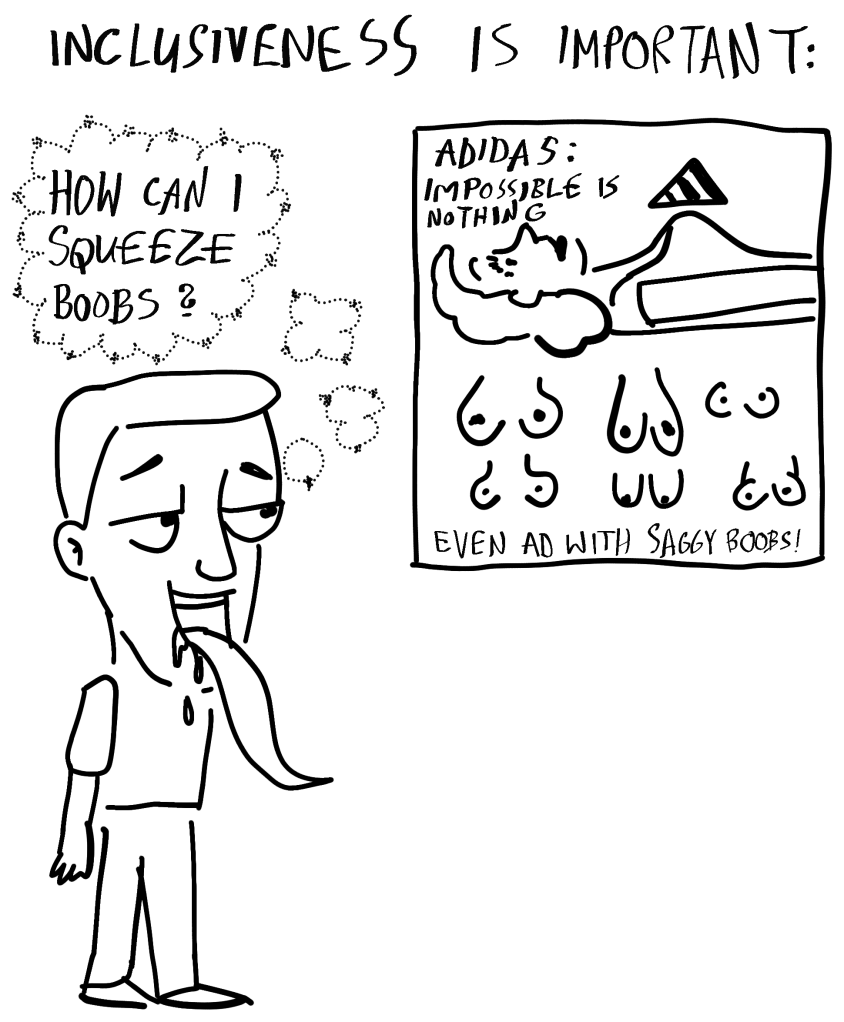 INCLUSIVENESS IS IMPORTANT:
HOW CAN I
SQUEEZE
BOOBS?
ADIDAS:
IMPOSSIBLE IS
NOTHING
EVEN AD WITH SAGGY BOOBS!